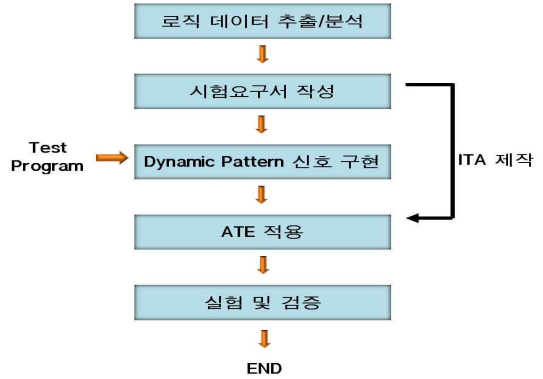 로직 데이터 추출/분석
시험요구서 작성
Test
Program
Dynamic Pattern 신호 구현
ITA 제작
ATE 적용
실험 및 검증
END